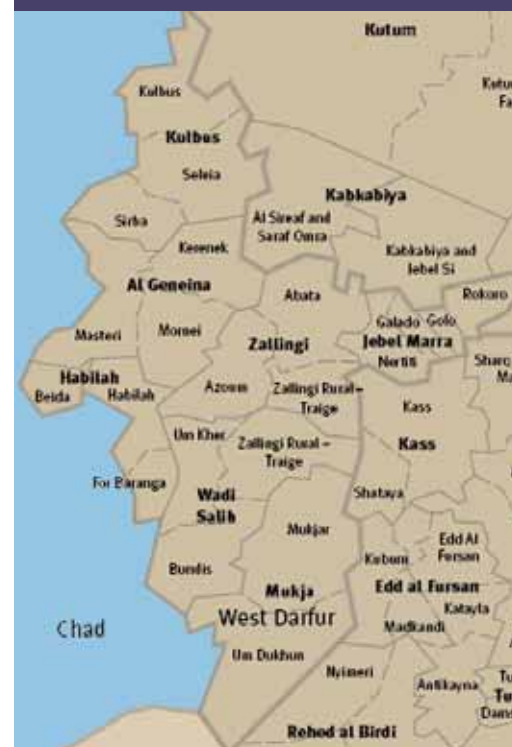 Kutum
Kulbus
Kulbus
Seleia
Kabkabiya
Sirba
Al Sireaf and
Saraf Omra
Kerenek
Kabkabiya and
Jebel Si
Al Geneina
Abata
Rokoro
Galado Golo
Masteri
Mornei
Zallingi
Jebel Marra
Nertiti
Habilah
Beida
Habilah
Azoum
Zallingi Rural –
Traige
Kass
Um Kher
Zallingi Rural –
Traige
Kass
For Baranga
Wadi
Salih
Shataya
Mukjar
Edd Al
Fursan
Kubum
Bundis
Mukja
Edd al Fursan
West Darfur
Katayla
Chad
Madkandi
Um Dukhun
Nyimeri
Antikayna
Rehed al Birdi